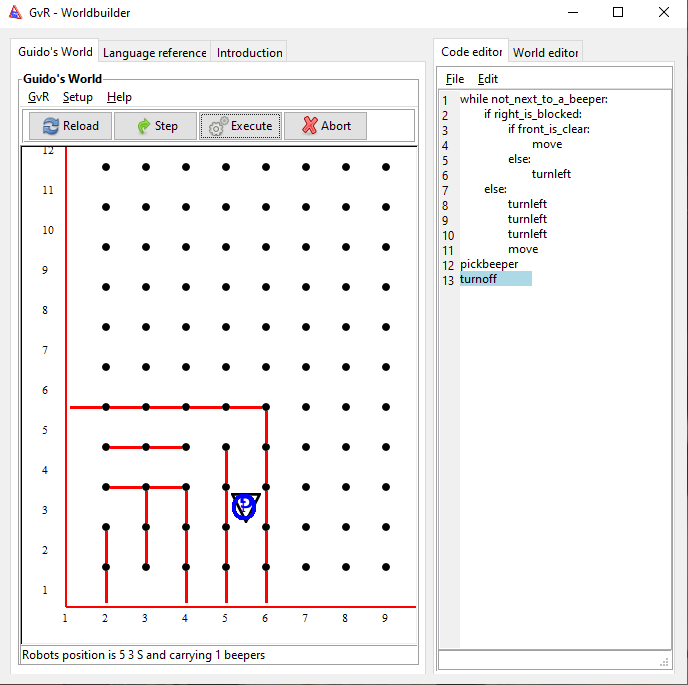 GvR - Worldbuilder
Guido's World Language reference Introduction
Guido's World
GvR Setup Help
Reload Step Execute Abort
12
11
10
9
8
7
6
5
4
3
2
1
1 2 3 4 5 6 7 8 9
Robots position is 5 3 S and carrying 1 beepers
Code editor World editor
File Edit
1 while not_next_to_a_beeper:
2 if right_is_blocked:
3 if front_is_clear:
4 move
5 else:
6 turnleft
7 else:
8 turnleft
9 turnleft
10 turnleft
11 move
12 pickbeeper
13 turnoff